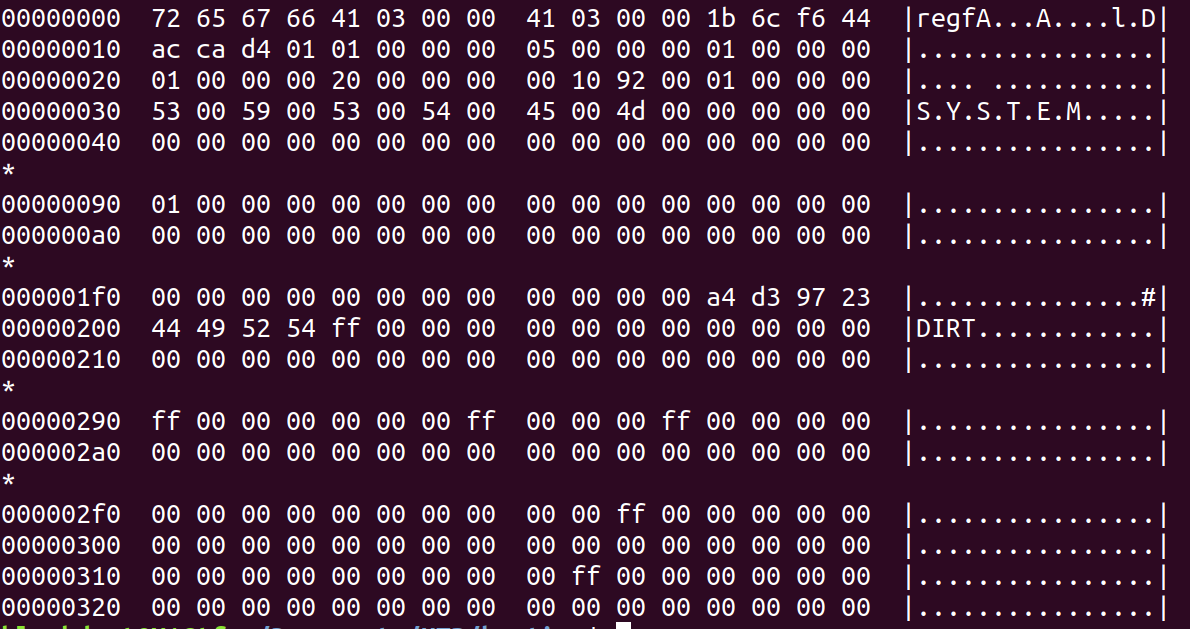 00000000  72 65 67 66 41 03 00 00  41 03 00 00 1b 6c f6 44  |regfA...A....l.D|
00000010  ac ca d4 01 01 00 00 00  05 00 00 00 01 00 00 00  |................|
00000020  01 00 00 00 20 00 00 00  00 10 92 00 01 00 00 00  |.... ...........|
00000030  53 00 59 00 53 00 54 00  45 00 4d 00 00 00 00 00  |S.Y.S.T.E.M.....|
00000040  00 00 00 00 00 00 00 00  00 00 00 00 00 00 00 00  |................|
*
00000090  01 00 00 00 00 00 00 00  00 00 00 00 00 00 00 00  |................|
000000a0  00 00 00 00 00 00 00 00  00 00 00 00 00 00 00 00  |................|
*
000001f0  00 00 00 00 00 00 00 00  00 00 00 00 a4 d3 97 23  |...............#|
00000200  44 49 52 54 ff 00 00 00  00 00 00 00 00 00 00 00  |DIRT............|
00000210  00 00 00 00 00 00 00 00  00 00 00 00 00 00 00 00  |................|
*
00000290  ff 00 00 00 00 00 00 ff  00 00 00 ff 00 00 00 00  |................|
000002a0  00 00 00 00 00 00 00 00  00 00 00 00 00 00 00 00  |................|
*
000002f0  00 00 00 00 00 00 00 00  00 00 ff 00 00 00 00 00  |................|
00000300  00 00 00 00 00 00 00 00  00 00 00 00 00 00 00 00  |................|
00000310  00 00 00 00 00 00 00 00  00 ff 00 00 00 00 00 00  |................|
00000320  00 00 00 00 00 00 00 00  00 00 00 00 00 00 00 00  |................|